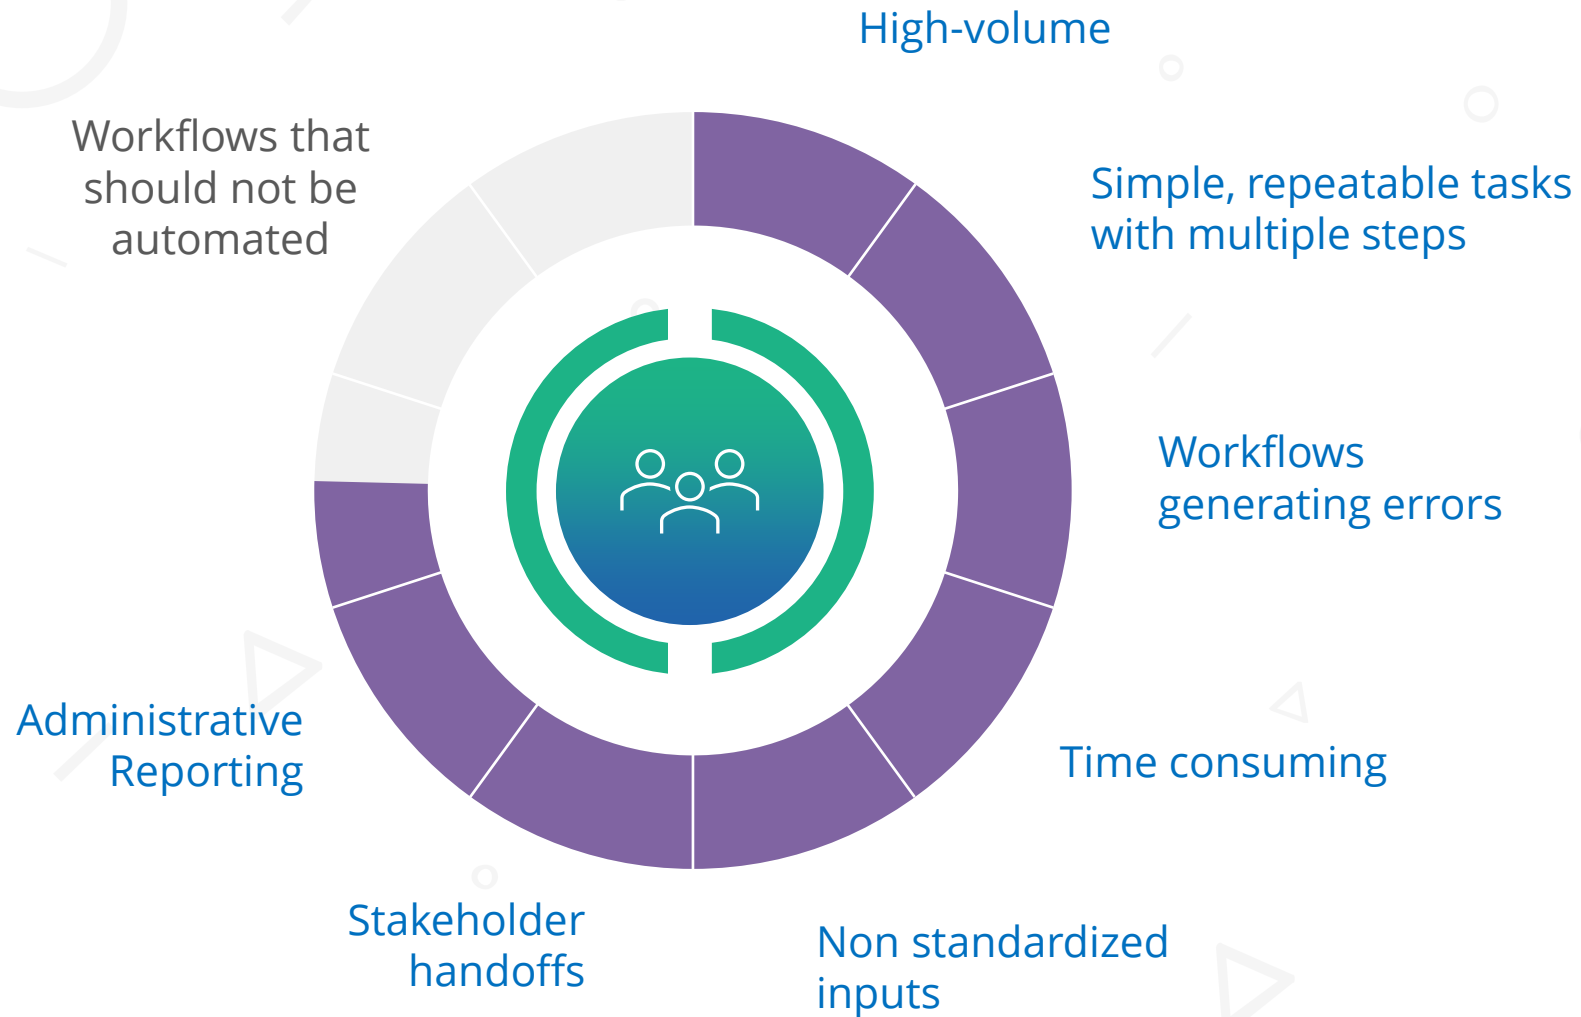 High-volume
Simple, repeatable tasks
with multiple steps
Workflows
generating errors
Time consuming
Non standardized
inputs
Stakeholder
handoffs
Administrative
Reporting
Workflows that
should not be
automated